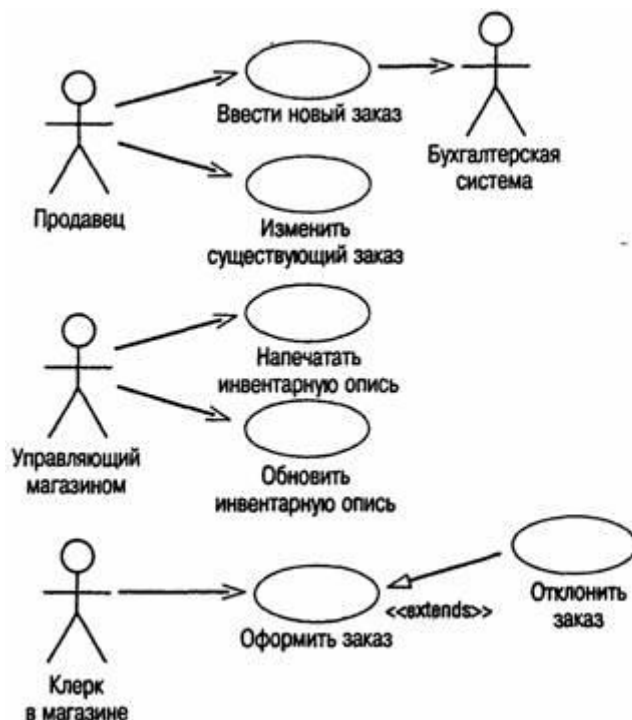 Ввести новый заказ
Бухгалтерская
система
Продавец
Изменить
существующий заказ
Напечатать
инвентарную опись
Управляющий
магазином
Обновить
инвентарную опись
<<extends>>
Отклонить
заказ
Оформить заказ
Клерк
в магазине